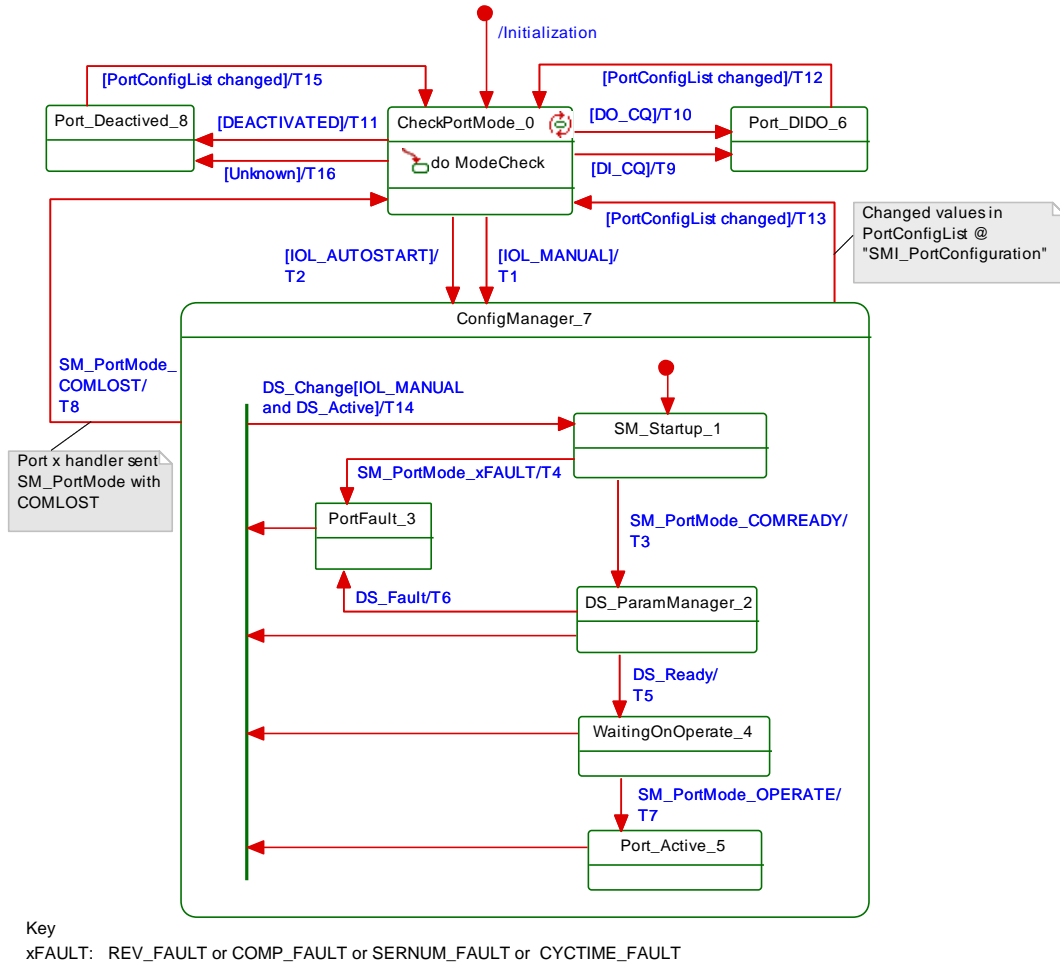 /Initialization
[PortConfigList changed]/T15
[PortConfigList changed]/T12
Port_Deactived_8
[DEACTIVATED]/T11
CheckPortMode_0
[DO_CQ]/T10
Port_DIDO_6
do ModeCheck
[Unknown]/T16
[DI_CQ]/T9
[PortConfigList changed]/T13
Changed values in
PortConfigList @
"SMI_PortConfiguration"
[IOL_AUTOSTART]/
T2
[IOL_MANUAL]/
T1
ConfigManager_7
SM_PortMode_
COMLOST/
T8
DS_Change[IOL_MANUAL
and DS_Active]/T14
SM_Startup_1
Port x handler sent
SM_PortMode with
COMLOST
SM_PortMode_xFAULT/T4
PortFault_3
SM_PortMode_COMREADY/
T3
DS_Fault/T6
DS_ParamManager_2
DS_Ready/
T5
WaitingOnOperate_4
SM_PortMode_OPERATE/
T7
Port_Active_5
Key
xFAULT: REV_FAULT or COMP_FAULT or SERNUM_FAULT or CYCTIME_FAULT